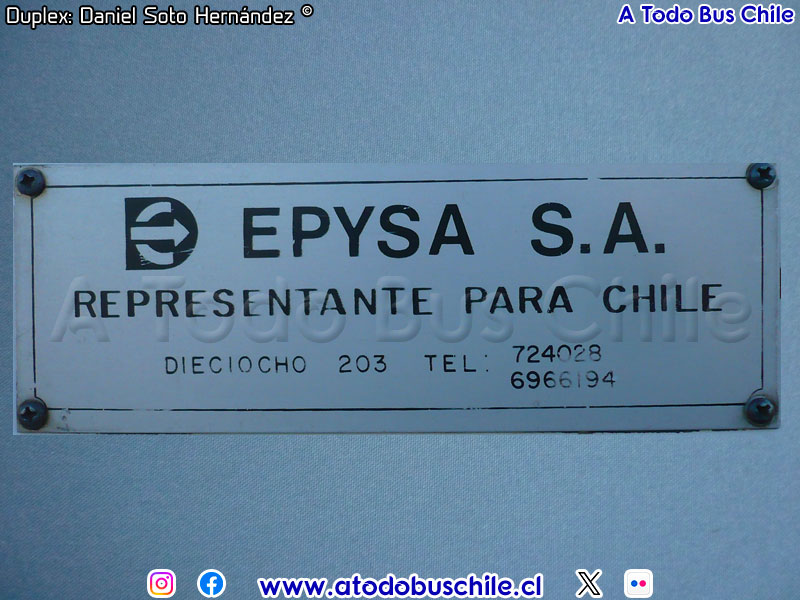 Duplex: Daniel Soto Hernández ©
A Todo Bus Chile
EPYSA S.A.
REPRESENTANTE PARA CHILE
A Todo Bus Chile
DIECIOCHO 203 TEL: 724028
6966194
www.atodobuschile.cl